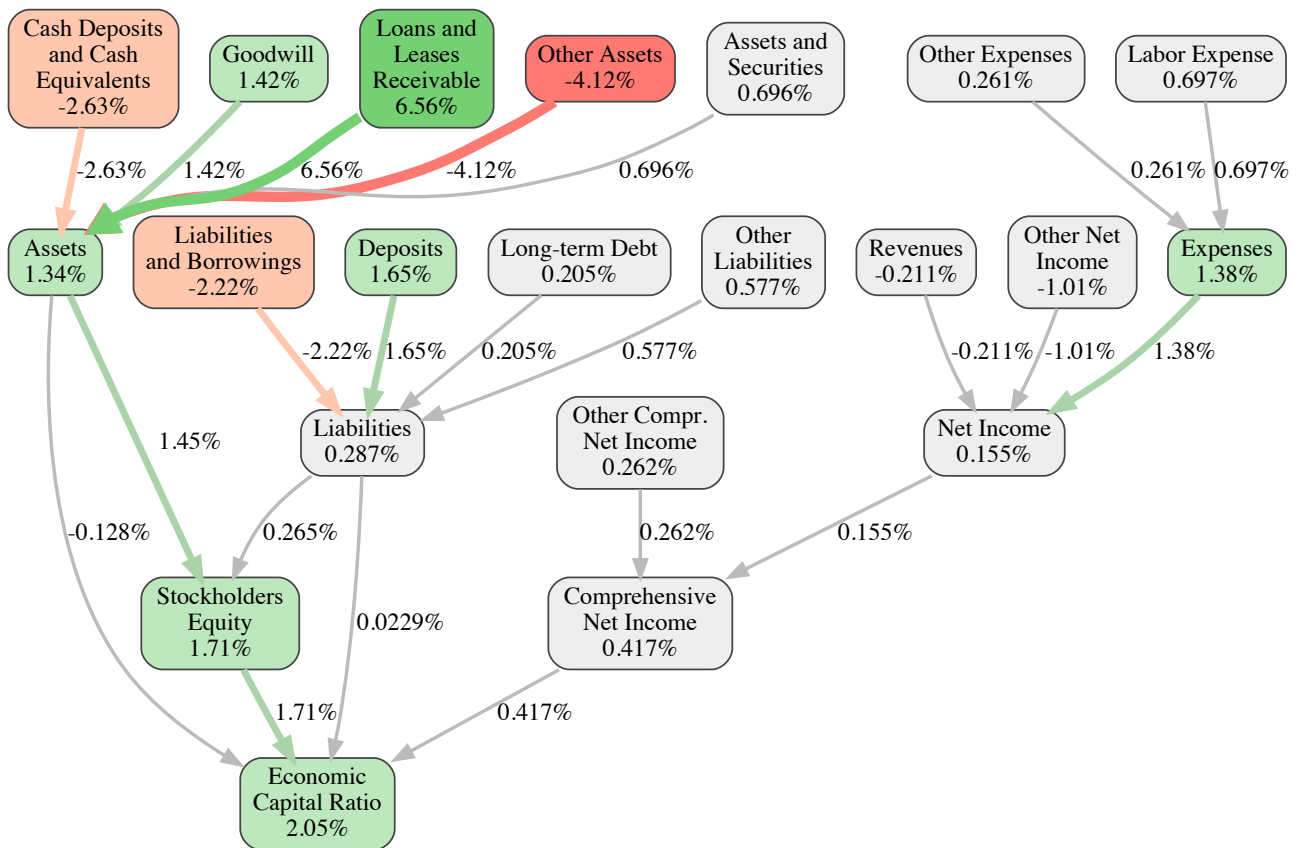 Cash Deposits
and Cash
Equivalents
-2.63%
Goodwill
1.42%
Loans and
Leases
Receivable
6.56%
Other Assets
-4.12%
Assets and
Securities
0.696%
Other Expenses
0.261%
Labor Expense
0.697%
-2.63%
1.42%
6.56%
-4.12%
0.696%
0.261%
0.697%
Assets
1.34%
Liabilities
and Borrowings
-2.22%
Deposits
1.65%
Long-term Debt
0.205%
Other
Liabilities
0.577%
Revenues
-0.211%
Other Net
Income
-1.01%
Expenses
1.38%
-2.22%
1.65%
0.205%
0.577%
-0.211%
-1.01%
1.38%
Liabilities
0.287%
Other Compr.
Net Income
0.262%
Net Income
0.155%
1.45%
-0.128%
0.265%
0.262%
0.155%
Stockholders
Equity
1.71%
0.0229%
Comprehensive
Net Income
0.417%
1.71%
0.417%
Economic
Capital Ratio
2.05%